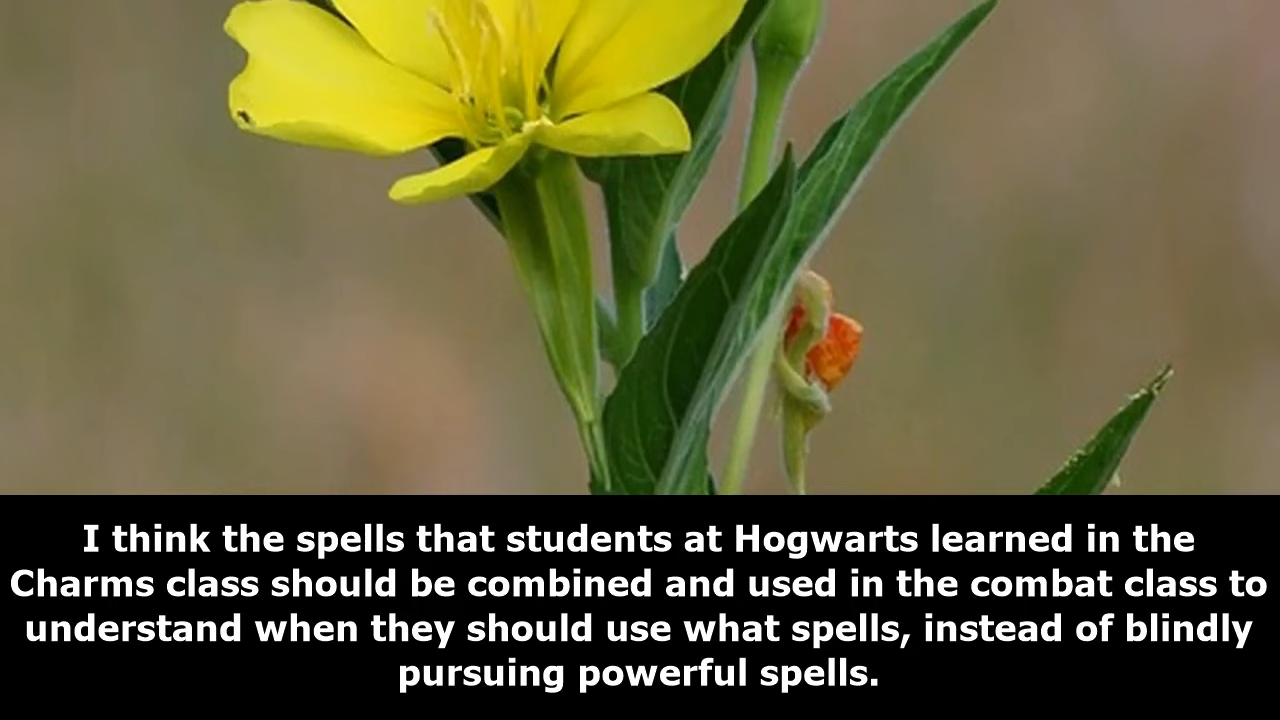 I think the spells that students at Hogwarts learned in the
Charms class should be combined and used in the combat class to
understand when they should use what spells, instead of blindly
pursuing powerful spells.